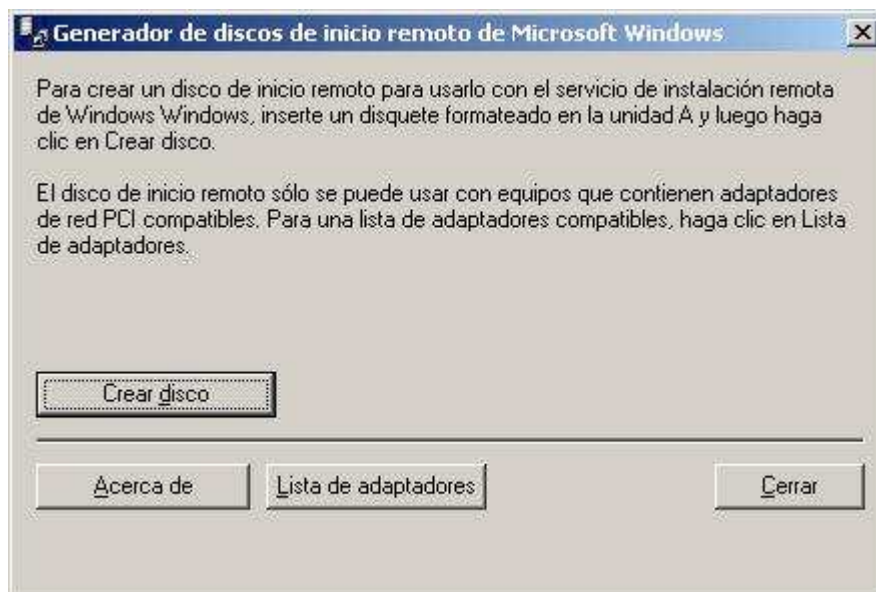 Generador de discos de inicio remoto de Microsoft Windows
Para crear un disco de inicio remoto para usarlo con el servicio de instalación remota
de Windows Windows, inserte un disquete formateado en la unidad A y luego haga
clic en Crear disco.
El disco de inicio remoto sólo se puede usar con equipos que contienen adaptadores
de red PCI compatibles. Para una lista de adaptadores compatibles, haga clic en Lista
de adaptadores.
Crear disco
Acerca de Lista de adaptadores Cerrar